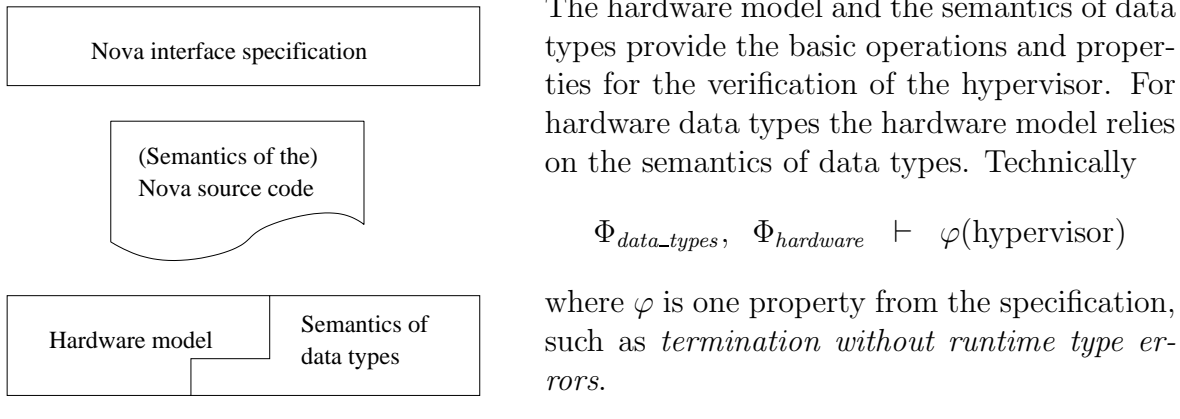 Nova interface specification
(Semantics of the)
Nova source code
Hardware model
Semantics of
data types
The hardware model and the semantics of data
types provide the basic operations and proper-
ties for the verification of the hypervisor. For
hardware data types the hardware model relies
on the semantics of data types. Technically
Φdata_types, Φhardware ⊢ φ(hypervisor)
where φ is one property from the specification,
such as termination without runtime type er-
rors.